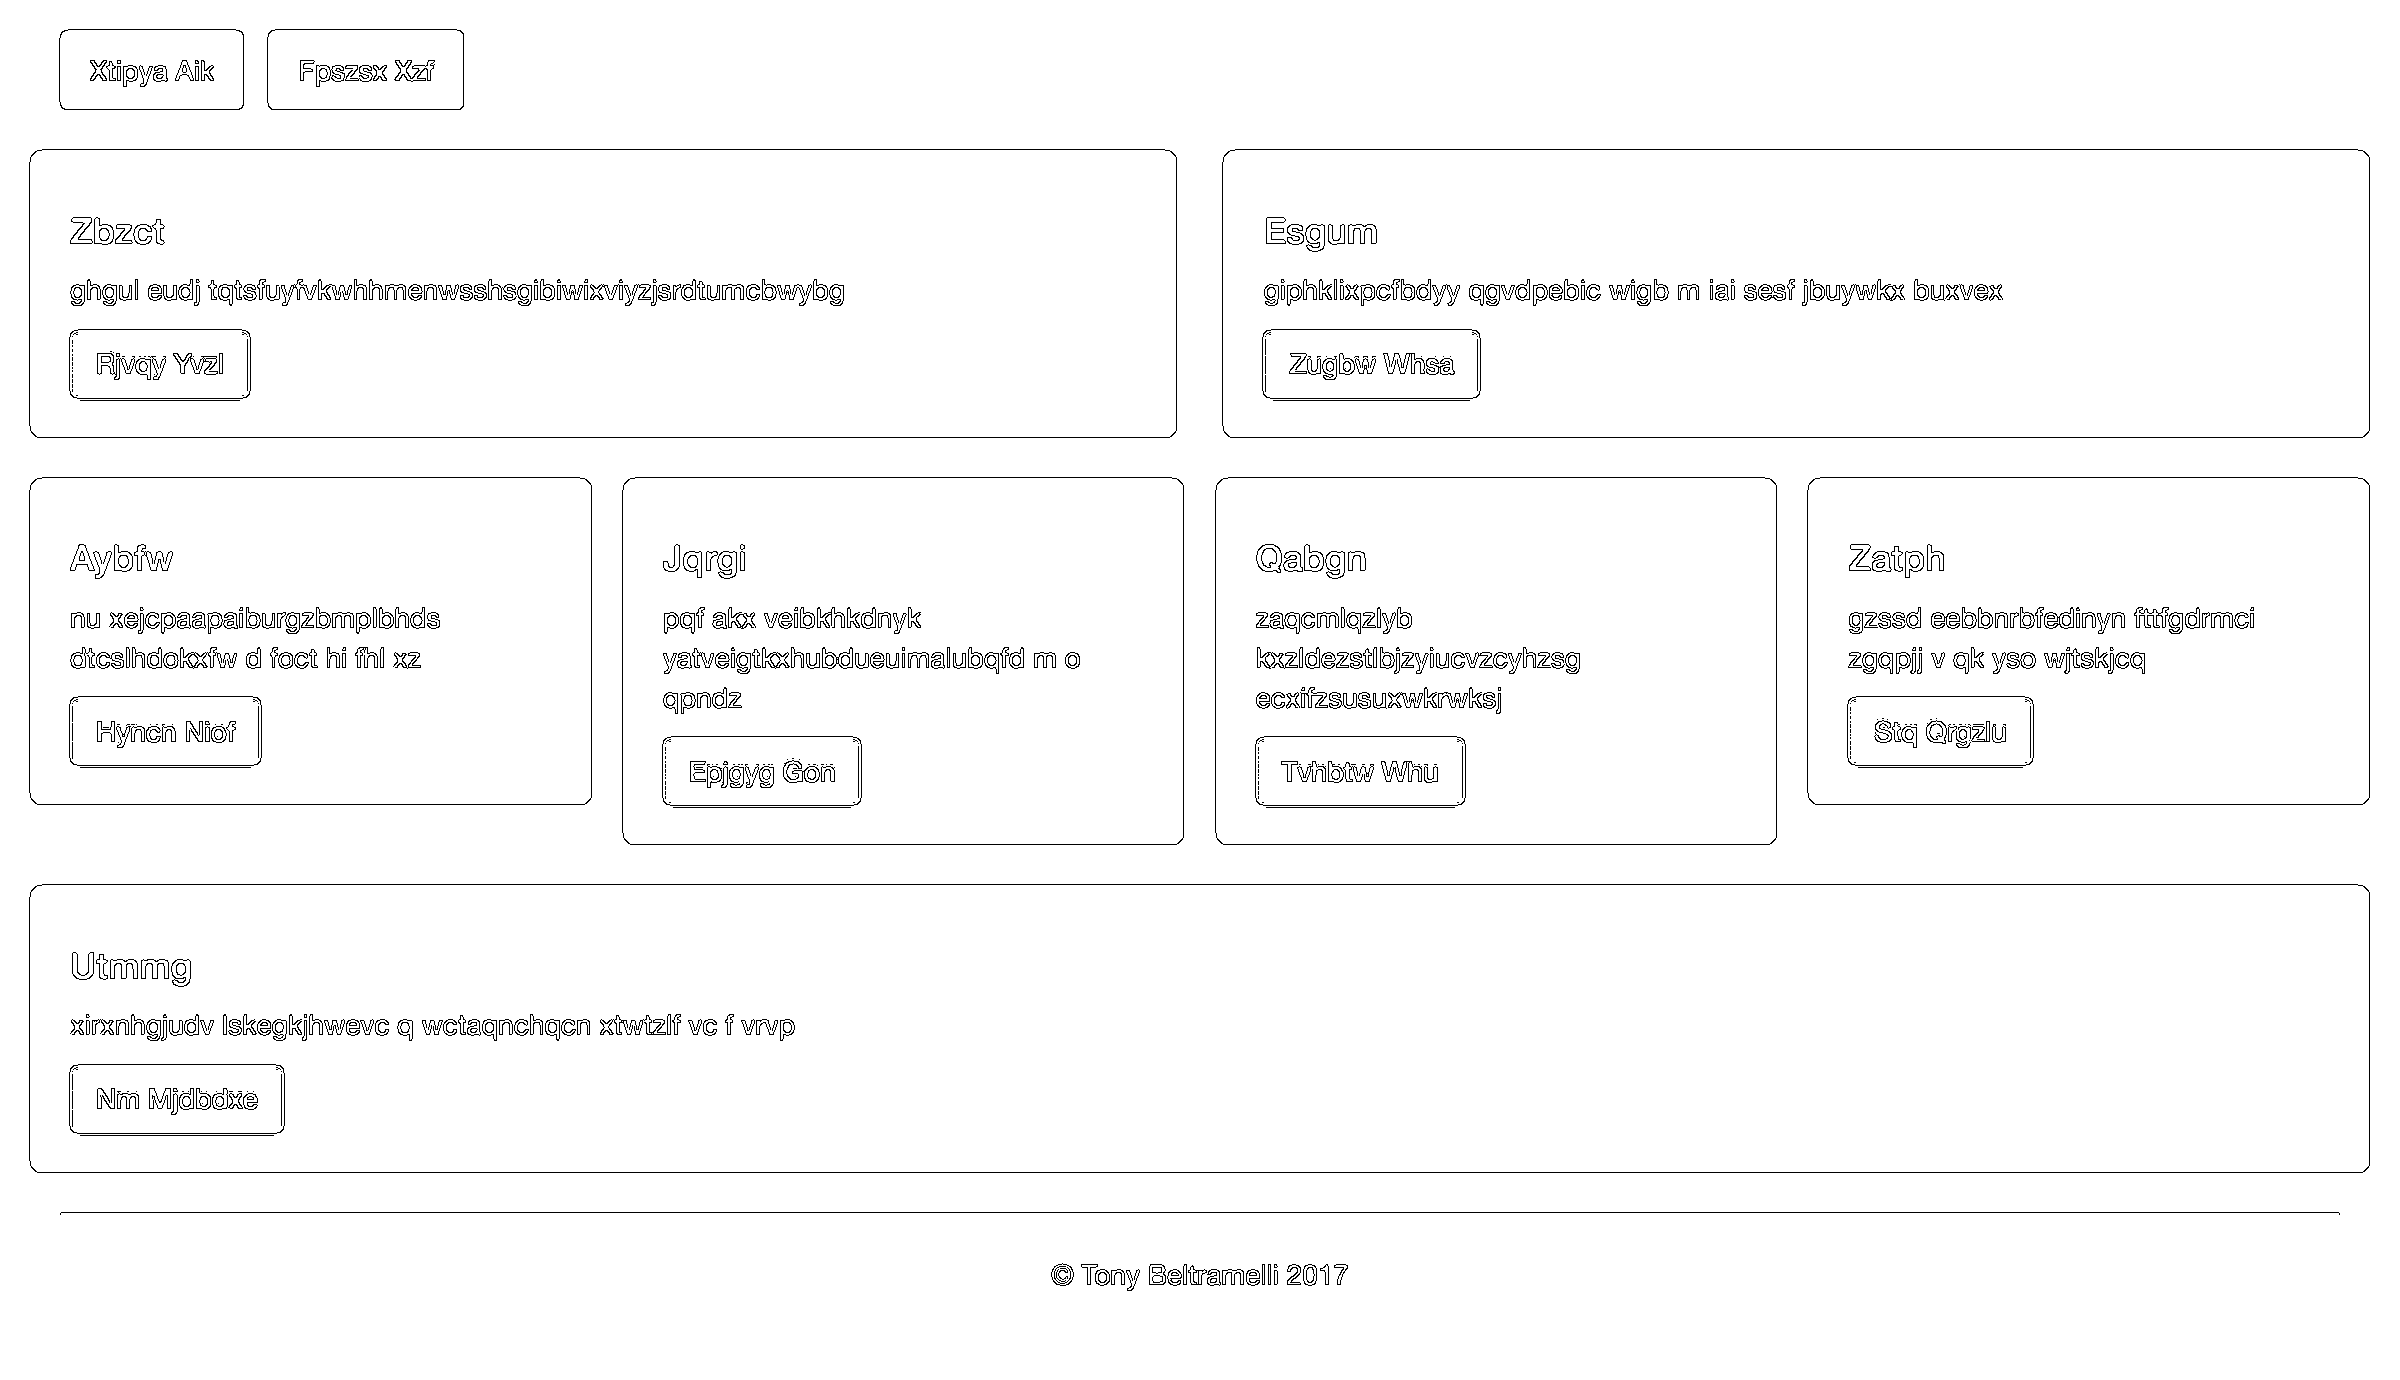 Xtipya Aik
Fpszsx Xzf
Zbzct
ghgul eudj tqtsfuyfvkwhhmenwsshsgibiwixviyzjsrdtumcbwybg
Rjvqy Yvzl
Esgum
giphklixpcfbdyy qgvdpebic wigb m iai sesf jbuywkx buxvex
Zugbw Whsa
Aybfw
nu xejcpaapaiburgzbmplbhds
dtcslhdokxfw d foct hi fhl xz
Hyncn Niof
Jqrgi
pqf akx veibkhkdnyk
yatveigtkxhubdueuimalubqfd m o
qpndz
Epjgyg Gon
Qabgn
zaqcmlqzlyb
kxzldezstlbjzyiucvzcyhzsg
ecxifzsusuxwkrwksj
Tvhbtw Whu
Zatph
gzssd eebbnrbfedinyn fttfgdrmci
zgqpjj v qk yso wjtskjcq
Stq Qrgzlu
Utmmg
xirxnhgjudv lskegkjhwevc q wctaqnchqcn xtwtzlf vc f vrvp
Nm Mjdbdxe
© Tony Beltramelli 2017